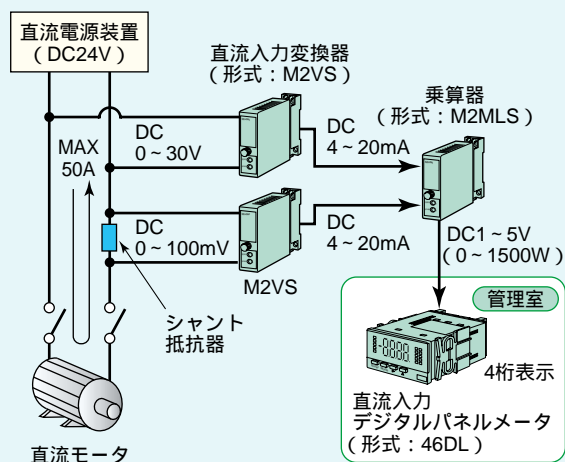 直流電源装置
（DC24V）
直流入力変換器
（形式：M2VS）
乗算器
（形式：M2MLS）
MAX
50A
DC
0～30V
DC
4～20mA
DC
0～100mV
DC
4～20mA
M2VS
DC1～5V
（0～1500W）
シャント
抵抗器
管理室
-8888
4桁表示
直流入力
デジタルパネルメータ
（形式：46DL）
直流モータ